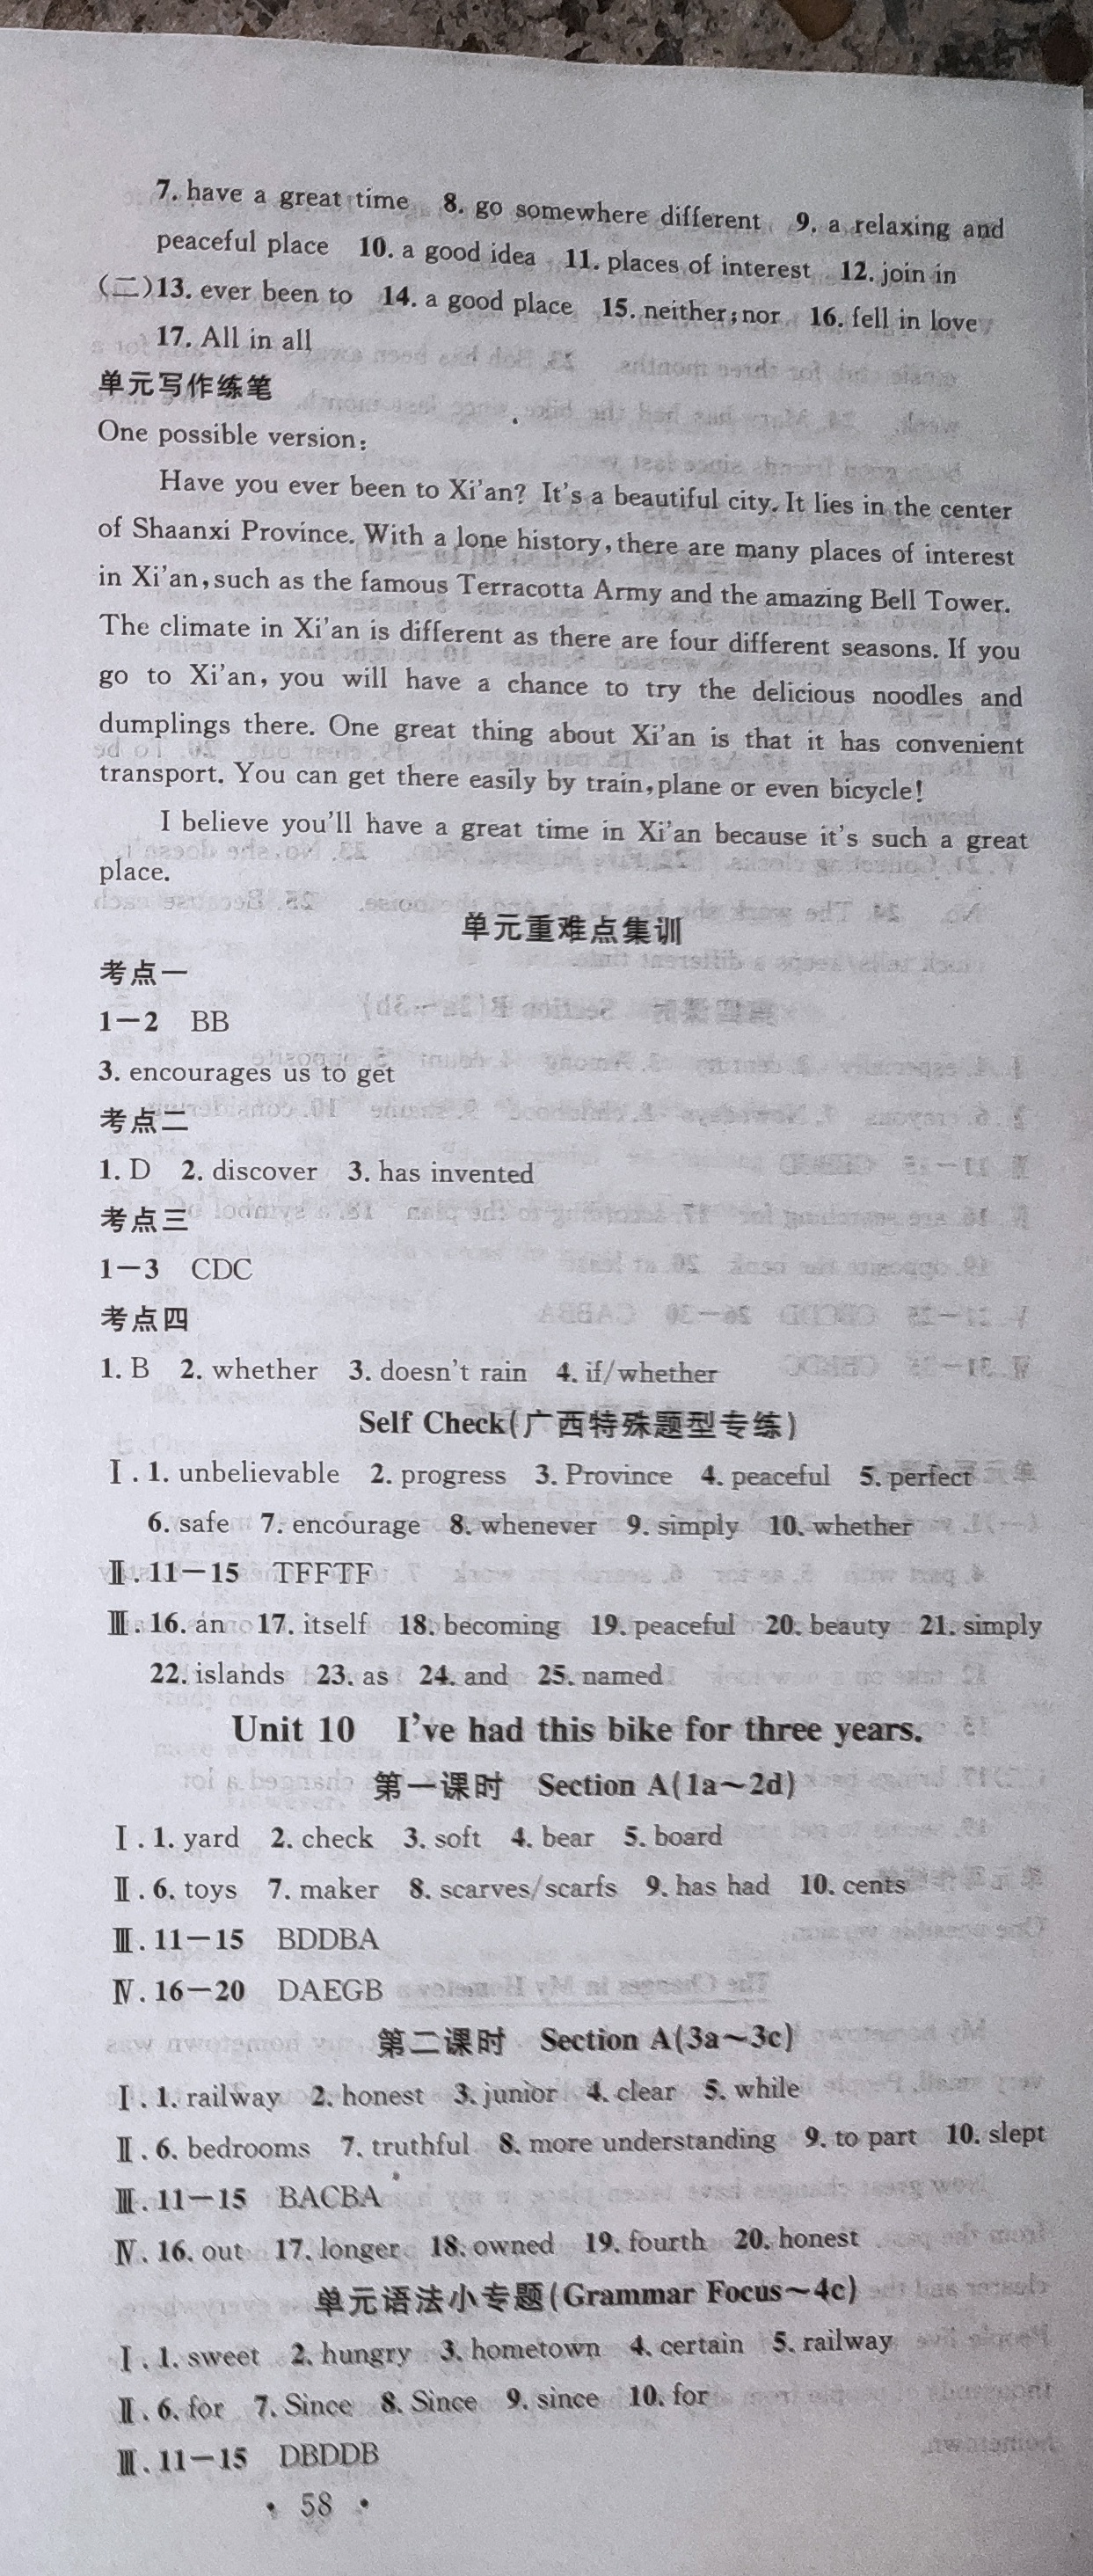 7. have a great time 8. go somewhere different 9. a relaxing and
peaceful place 10. a good idea 11. places of interest 12. join in
(二)13. ever been to 14. a good place 15. neither;nor 16. fell in love
17. All in all
单元写作练笔
One possible version:
Have you ever been to Xi'an? It's a beautiful city. It lies in the center
of Shaanxi Province. With a lone history, there are many places of interest
in Xi'an, such as the famous Terracotta Army and the amazing Bell Tower.
The climate in Xi'an is different as there are four different seasons. If you
go to Xi'an, you will have a chance to try the delicious noodles and
dumplings there. One great thing about Xi'an is that it has convenient
transport. You can get there easily by train, plane or even bicycle!
I believe you'll have a great time in Xi'an because it's such a great
place.
单元重难点集训
考点一
1—2 BB
3. encourages us to get
考点二
1. D 2. discover 3. has invented
考点三
1—3 CDC
考点四
1. B 2. whether 3. doesn't rain 4. if/whether
Self Check(广西特殊题型专练)
Ⅰ. 1. unbelievable 2. progress 3. Province 4. peaceful 5. perfect
6. safe 7. encourage 8. whenever 9. simply 10. whether
Ⅱ. 11—15 TFFTF
Ⅲ. 16. an 17. itself 18. becoming 19. peaceful 20. beauty 21. simply
22. islands 23. as 24. and 25. named
Unit 10 I've had this bike for three years.
第一课时 Section A(1a～2d)
Ⅰ. 1. yard 2. check 3. soft 4. bear 5. board
Ⅱ. 6. toys 7. maker 8. scarves/scarfs 9. has had 10. cents
Ⅲ. 11—15 BDDBA
Ⅳ. 16—20 DAEGB
第二课时 Section A(3a～3c)
Ⅰ. 1. railway 2. honest 3. junior 4. clear 5. while
Ⅱ. 6. bedrooms 7. truthful 8. more understanding 9. to part 10. slept
Ⅲ. 11—15 BACBA
Ⅳ. 16. out 17. longer 18. owned 19. fourth 20. honest
单元语法小专题(Grammar Focus～4c)
Ⅰ. 1. sweet 2. hungry 3. hometown 4. certain 5. railway
Ⅱ. 6. for 7. Since 8. Since 9. since 10. for
Ⅲ. 11—15 DBDDB
• 58 •